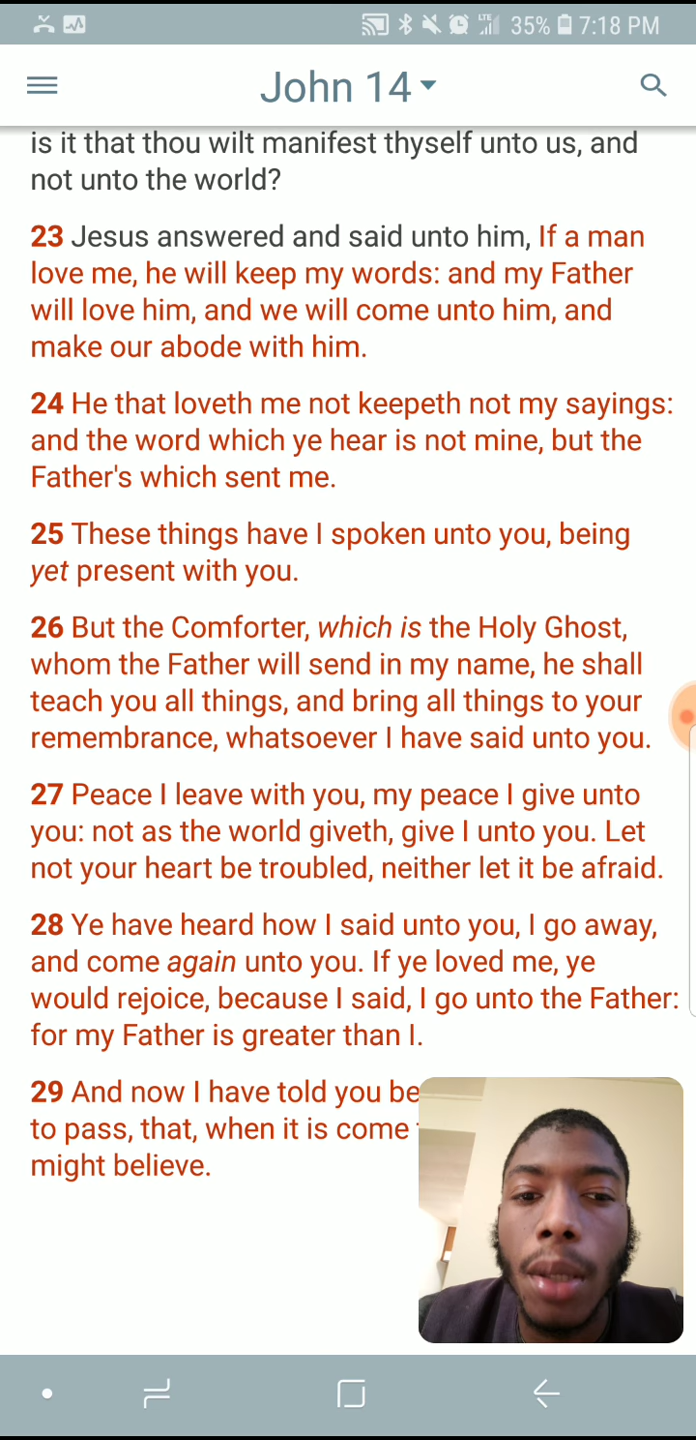 LTE 35% 7:18 PM
John 14
is it that thou wilt manifest thyself unto us, and
not unto the world?
23 Jesus answered and said unto him, If a man
love me, he will keep my words: and my Father
will love him, and we will come unto him, and
make our abode with him.
24 He that loveth me not keepeth not my sayings:
and the word which ye hear is not mine, but the
Father's which sent me.
25 These things have I spoken unto you, being
yet present with you.
26 But the Comforter, which is the Holy Ghost,
whom the Father will send in my name, he shall
teach you all things, and bring all things to your
remembrance, whatsoever I have said unto you.
27 Peace I leave with you, my peace I give unto
you: not as the world giveth, give I unto you. Let
not your heart be troubled, neither let it be afraid.
28 Ye have heard how I said unto you, I go away,
and come again unto you. If ye loved me, ye
would rejoice, because I said, I go unto the Father:
for my Father is greater than I.
29 And now I have told you be
to pass, that, when it is come
might believe.